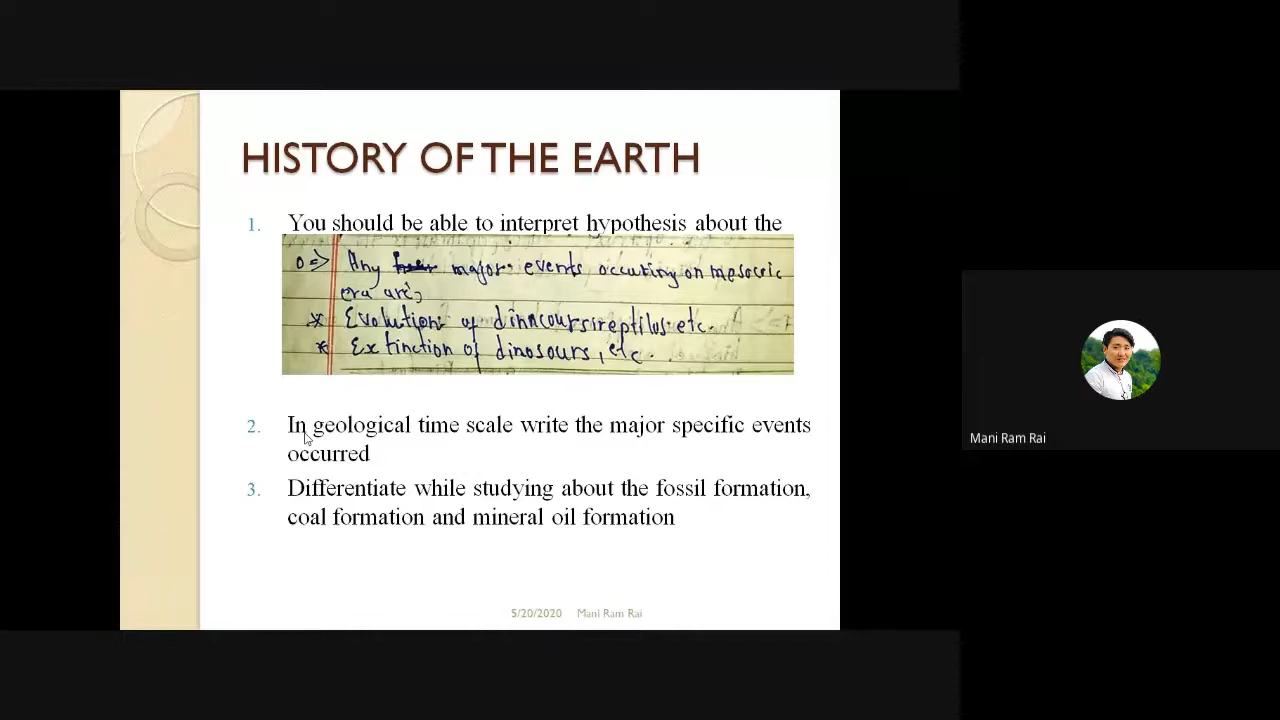 HISTORY OF THE EARTH
1. You should be able to interpret hypothesis about the
0 => Any major events occuring on mesozoic
era are,
* Evolution of dinacoursireptilus etc.
* Extinction of dinosours, etc.
2. In geological time scale write the major specific events
occurred
3. Differentiate while studying about the fossil formation,
coal formation and mineral oil formation
5/20/2020 Mani Ram Rai
Mani Ram Rai